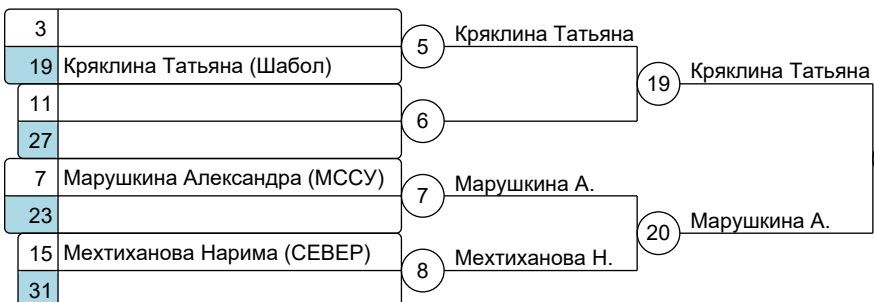 3
19 Кряклина Татьяна (Шабол)
11
27
7 Марушкина Александра (МССУ)
23
15 Мехтиханова Нарима (СЕВЕР)
31
5 Кряклина Татьяна
6
7 Марушкина А.
8 Мехтиханова Н.
19 Кряклина Татьяна
20 Марушкина А.